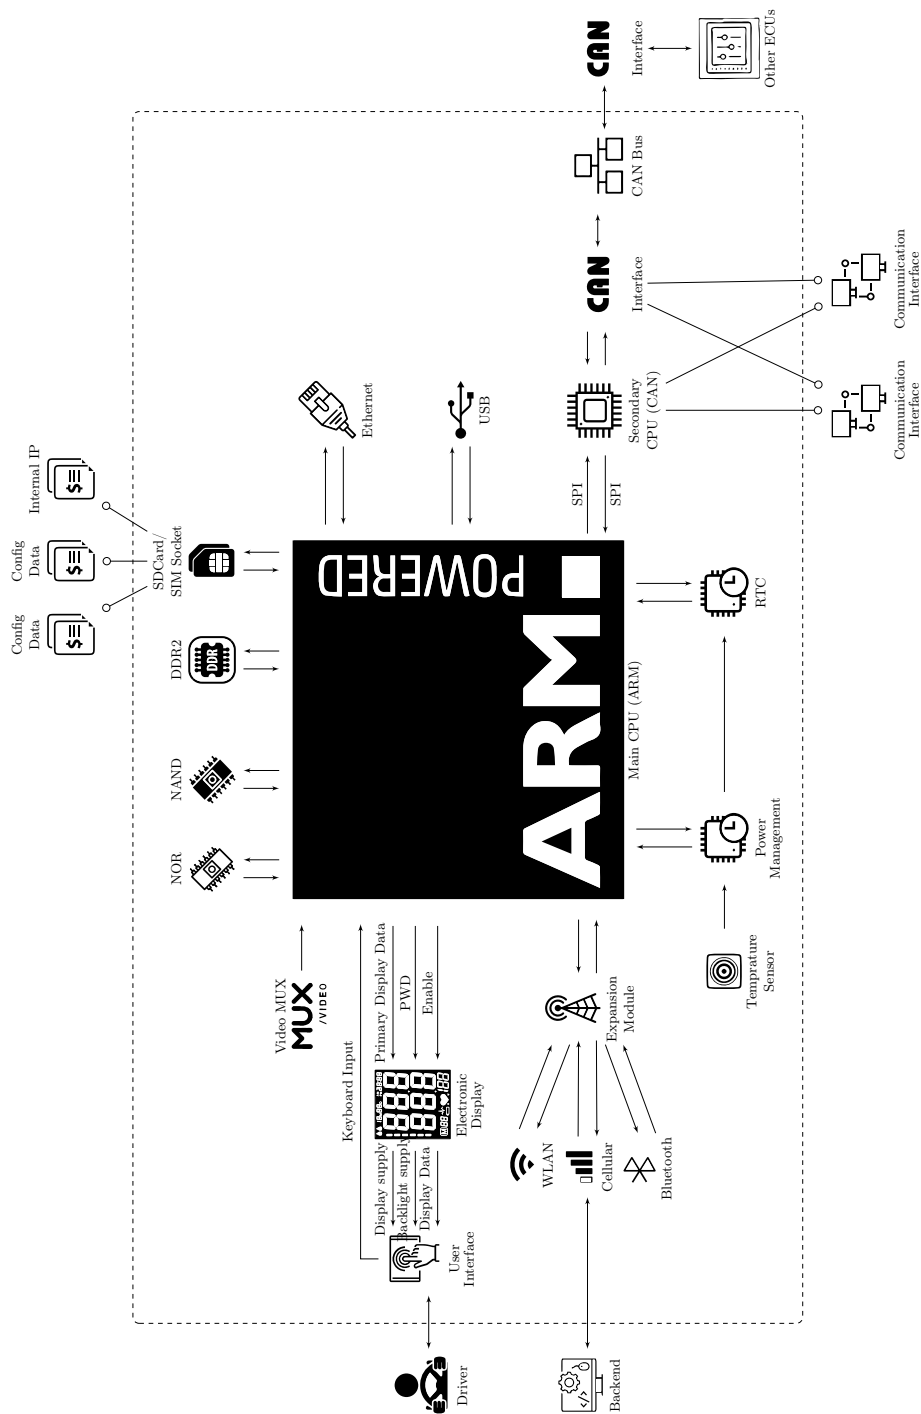 Config
Data
Config
Data
Internal IP
$
$
$
NOR
NAND
DDR2
SDCard/
SIM Socket
DDR
Video MUX
MUX
/VIDEO
Ethernet
POWERED
ARM
Main CPU (ARM)
Keyboard Input
Display supply
Backlight supply
Display Data
Primary Display Data
PWD
Enable
888
888
Driver
User
Interface
Electronic
Display
USB
SPI
SPI
Secondary
CPU (CAN)
CAN
Interface
CAN Bus
CAN
Interface
WLAN
Cellular
Bluetooth
Expansion
Module
</>
Backend
Temprature
Sensor
Power
Management
RTC
Other ECUs
Communication
Interface
Communication
Interface